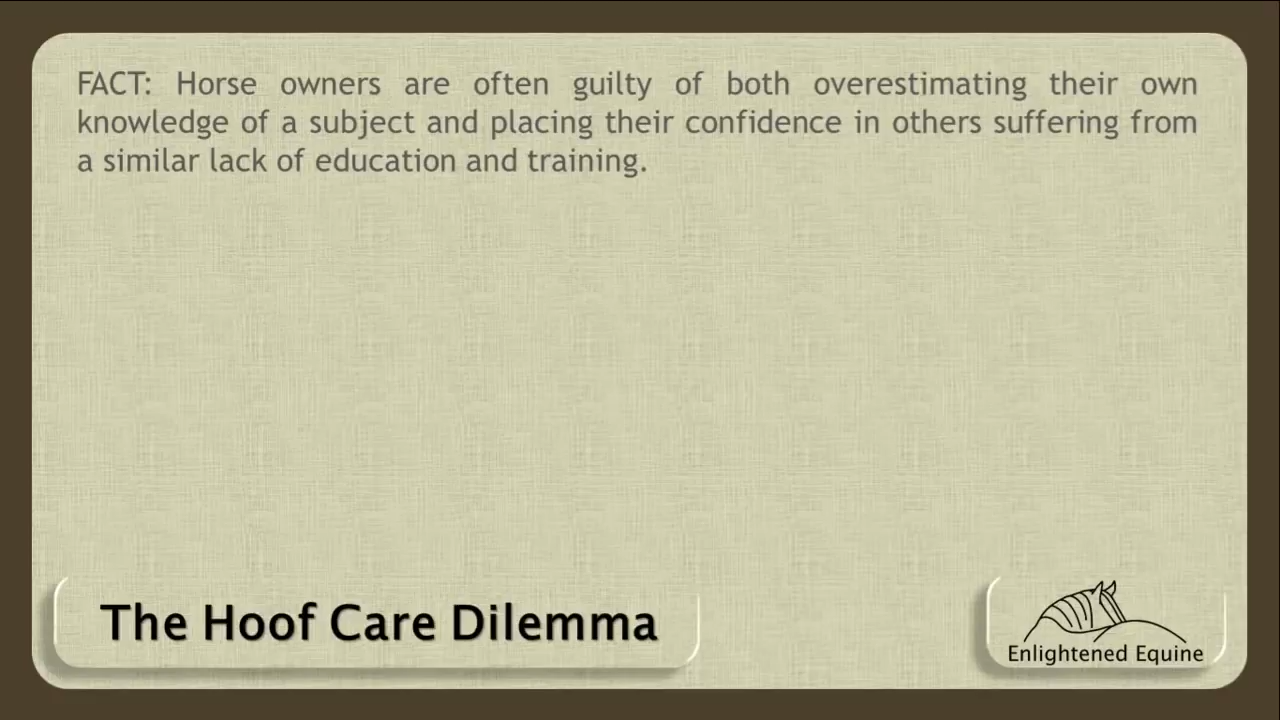 FACT: Horse owners are often guilty of both overestimating their own
knowledge of a subject and placing their confidence in others suffering from
a similar lack of education and training.
The Hoof Care Dilemma
Enlightened Equine